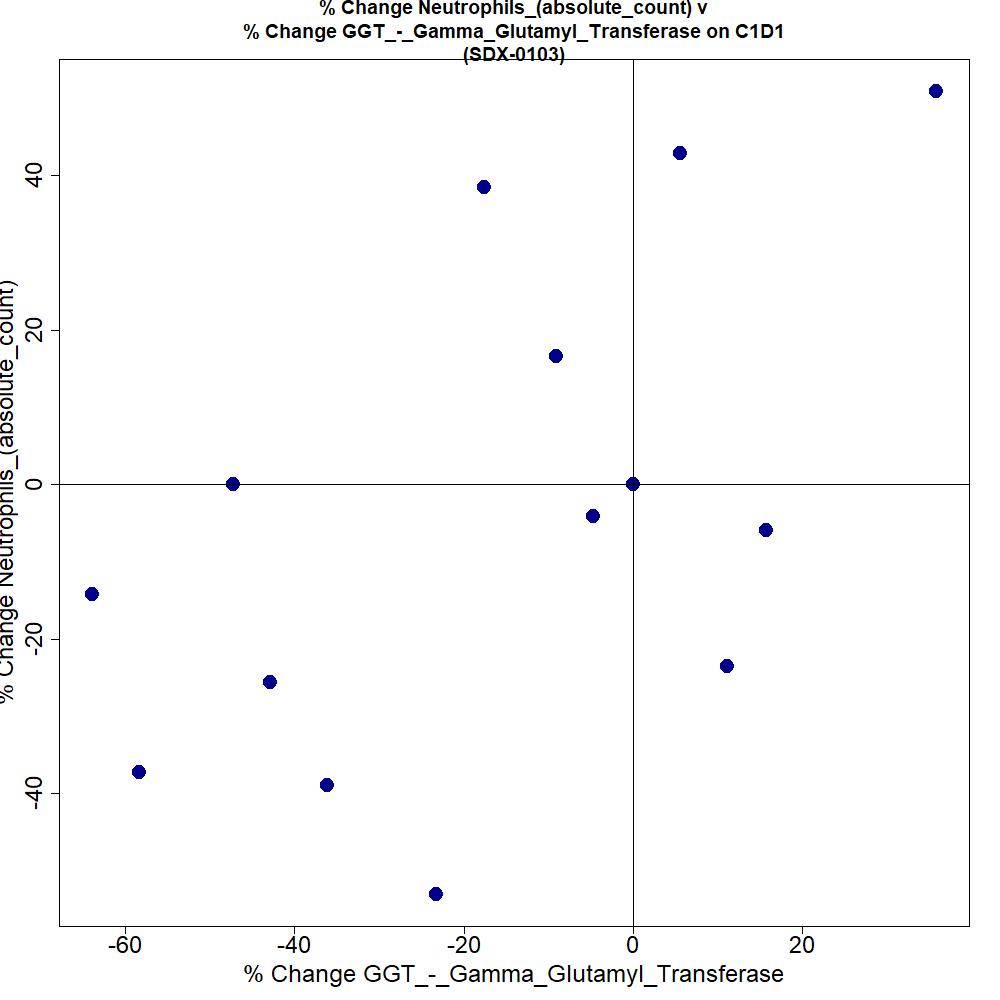 % Change Neutrophils_(absolute_count) v
% Change GGT_-_Gamma_Glutamyl_Transferase on C1D1
(SDX-0103)
% Change Neutrophils_(absolute_count)
40
20
0
-20
-40
-60
-40
-20
0
20
% Change GGT_-_Gamma_Glutamyl_Transferase